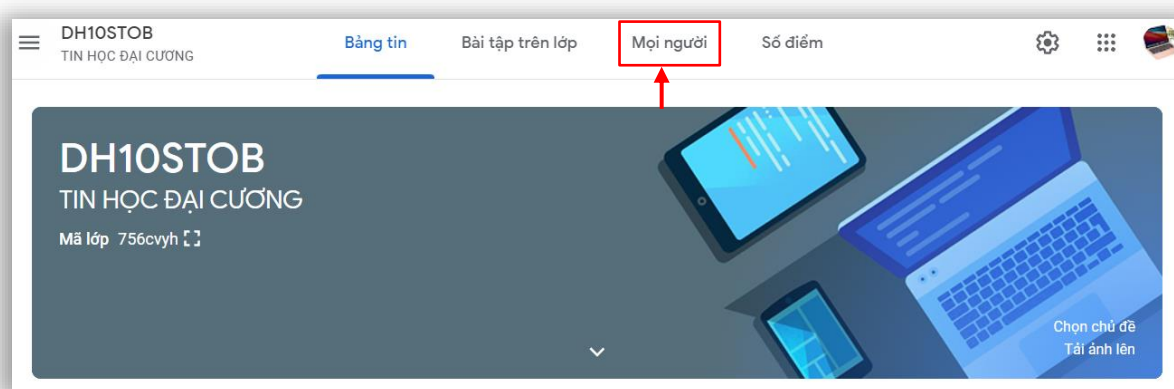 DH10STOB
TIN HỌC ĐẠI CƯƠNG
Bảng tin
Bài tập trên lớp
Mọi người
Số điểm
DH10STOB
TIN HỌC ĐẠI CƯƠNG
Mã lớp 756cvyh
Chọn chủ đề
Tải ảnh lên